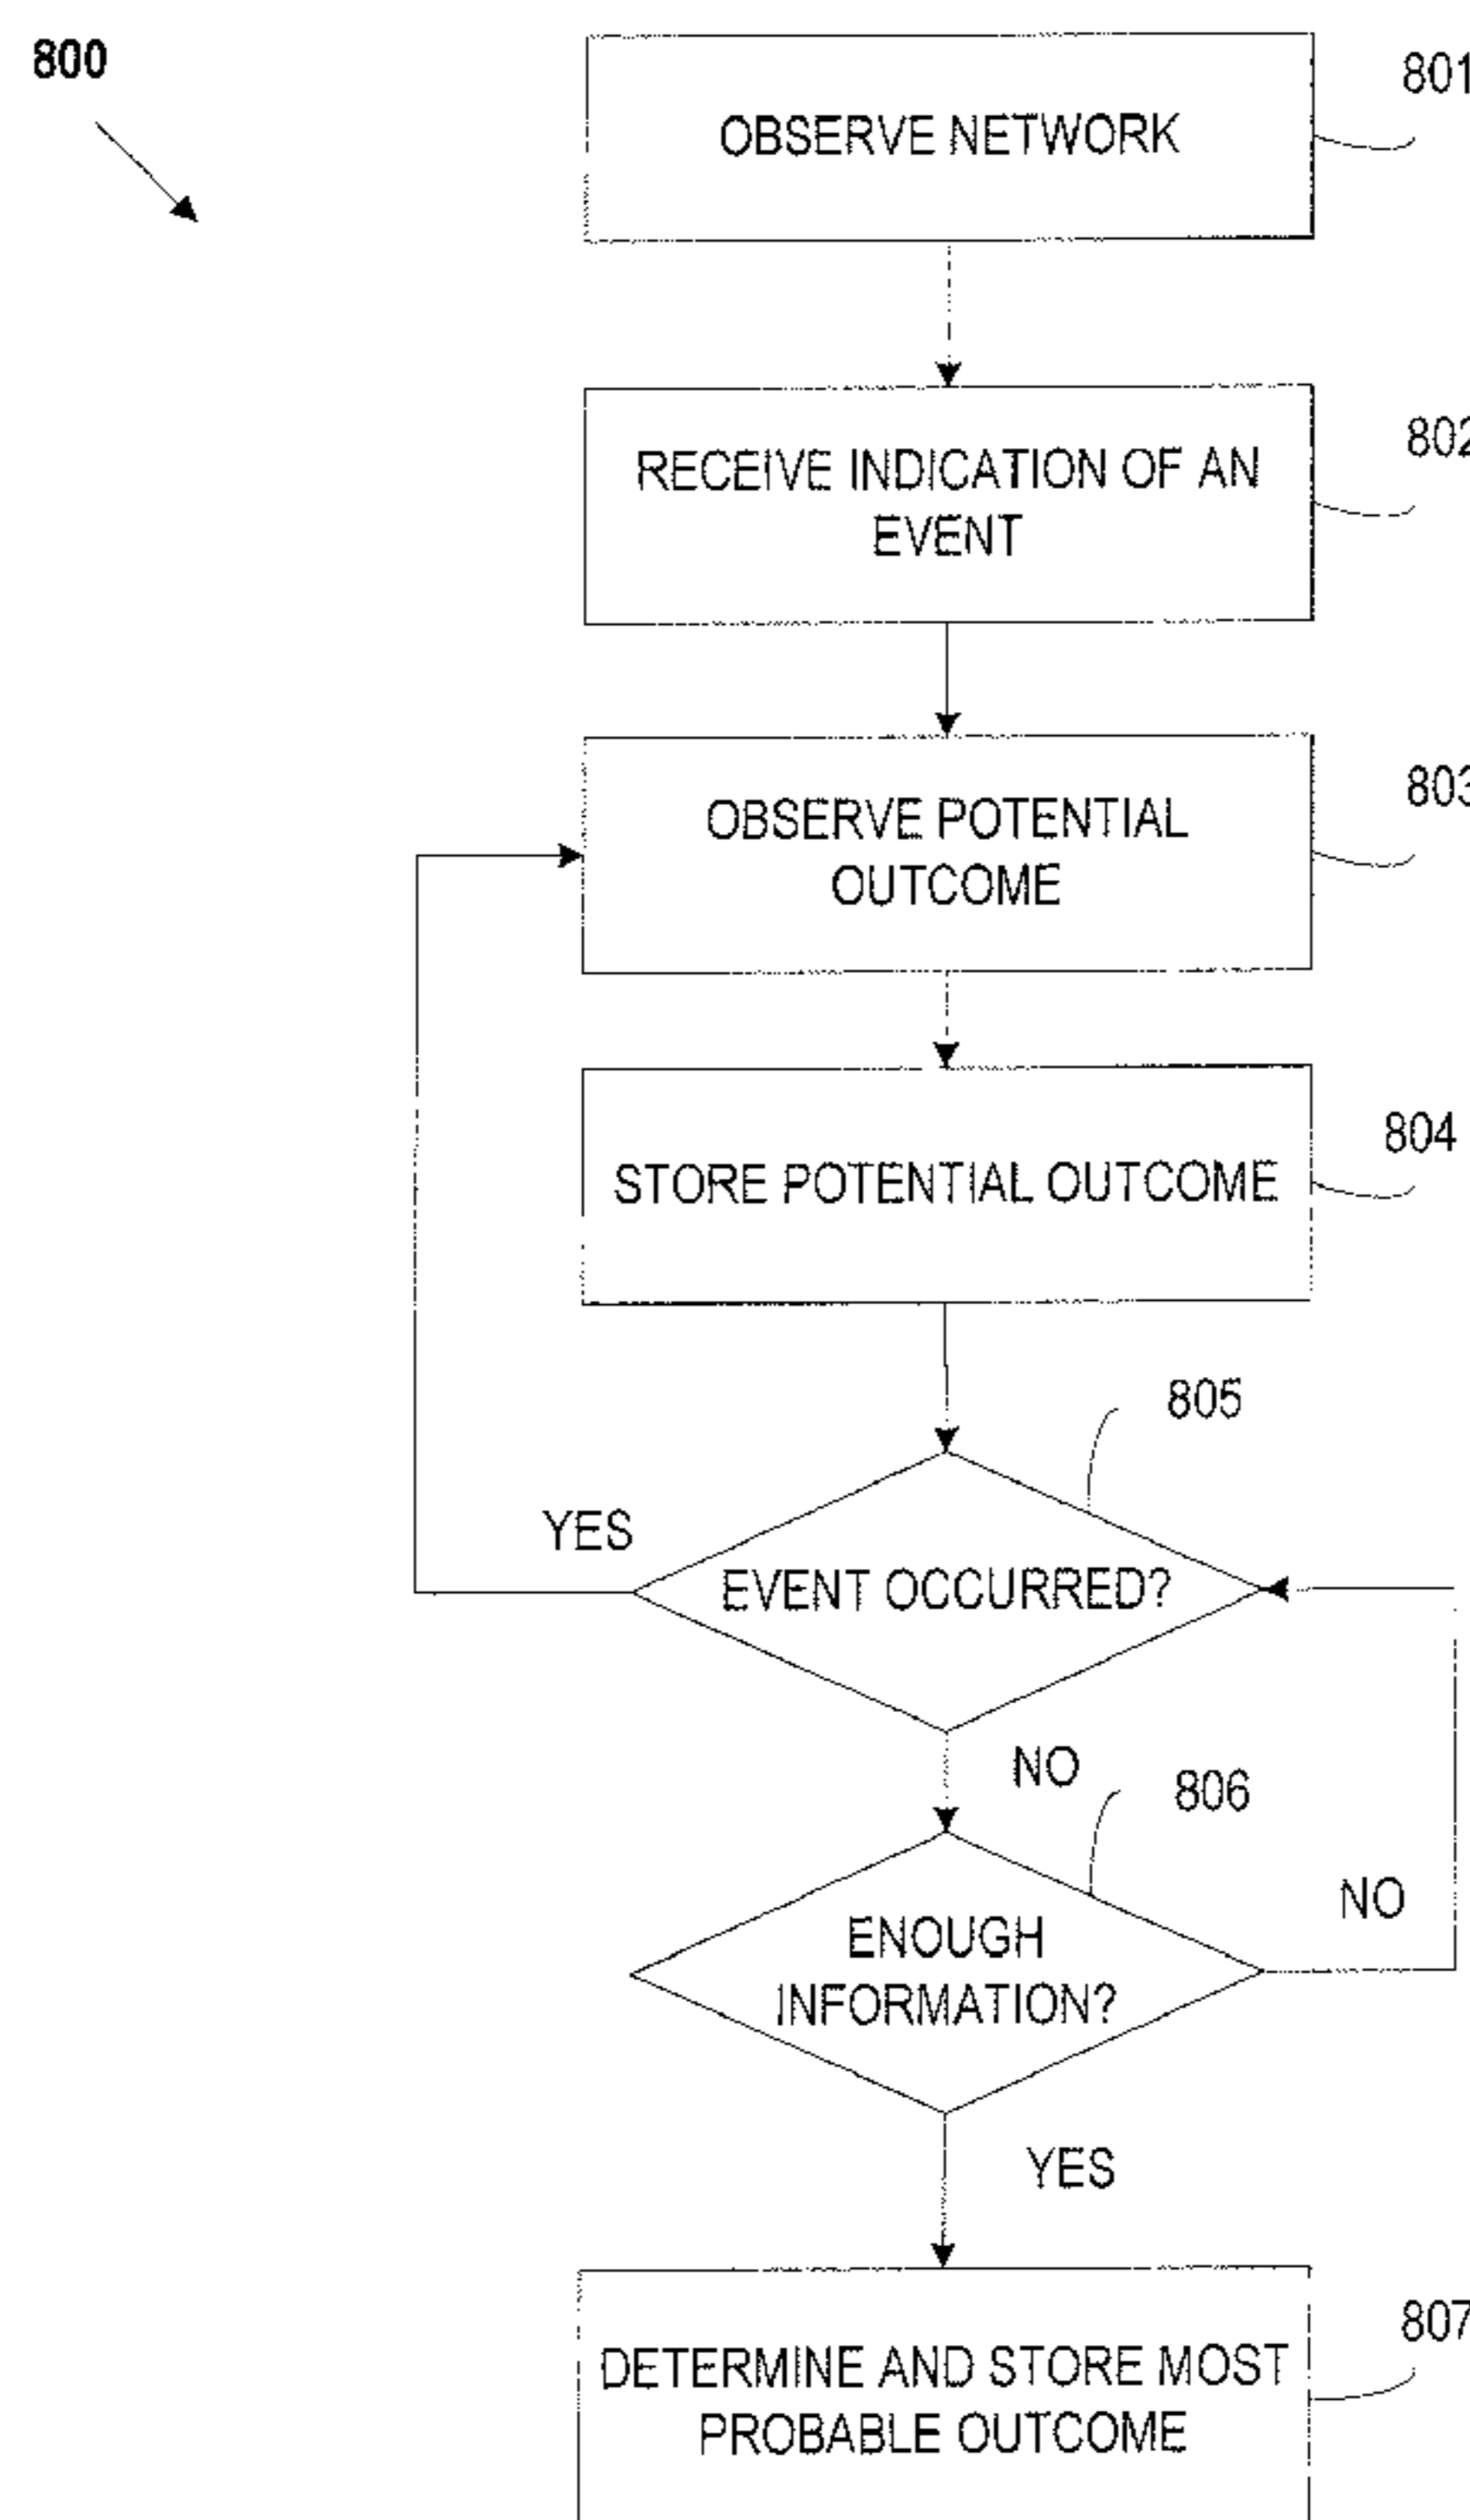 800
801
OBSERVE NETWORK
802
RECEIVE INDICATION OF AN
EVENT
803
OBSERVE POTENTIAL
OUTCOME
804
STORE POTENTIAL OUTCOME
805
YES
EVENT OCCURRED?
NO
806
NO
ENOUGH
INFORMATION?
YES
807
DETERMINE AND STORE MOST
PROBABLE OUTCOME